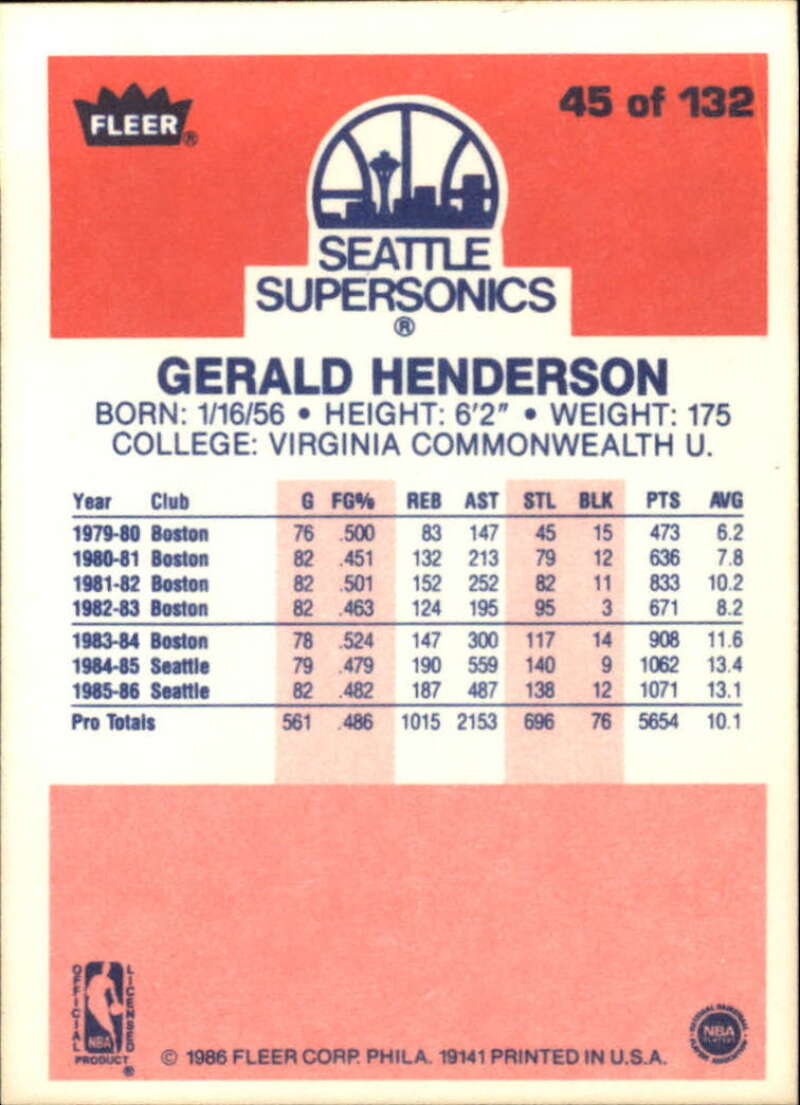 FLEER®
45 of 132
SEATTLE
SUPERSONICS
®
GERALD HENDERSON
BORN: 1/16/56 • HEIGHT: 6'2" • WEIGHT: 175
COLLEGE: VIRGINIA COMMONWEALTH U.
Year Club G FG% REB AST STL BLK PTS AVG
1979-80 Boston 76 .500 83 147 45 15 473 6.2
1980-81 Boston 82 .451 132 213 79 12 636 7.8
1981-82 Boston 82 .501 152 252 82 11 833 10.2
1982-83 Boston 82 .463 124 195 95 3 671 8.2
1983-84 Boston 78 .524 147 300 117 14 908 11.6
1984-85 Seattle 79 .479 190 559 140 9 1062 13.4
1985-86 Seattle 82 .482 187 487 138 12 1071 13.1
Pro Totals 561 .486 1015 2153 696 76 5654 10.1
OFFICIAL
NBA
LICENSED
PRODUCT
®
© 1986 FLEER CORP. PHILA. 19141 PRINTED IN U.S.A.
NATIONAL BASKETBALL
NBA
PLAYERS
PLAYERS ASSOCIATION